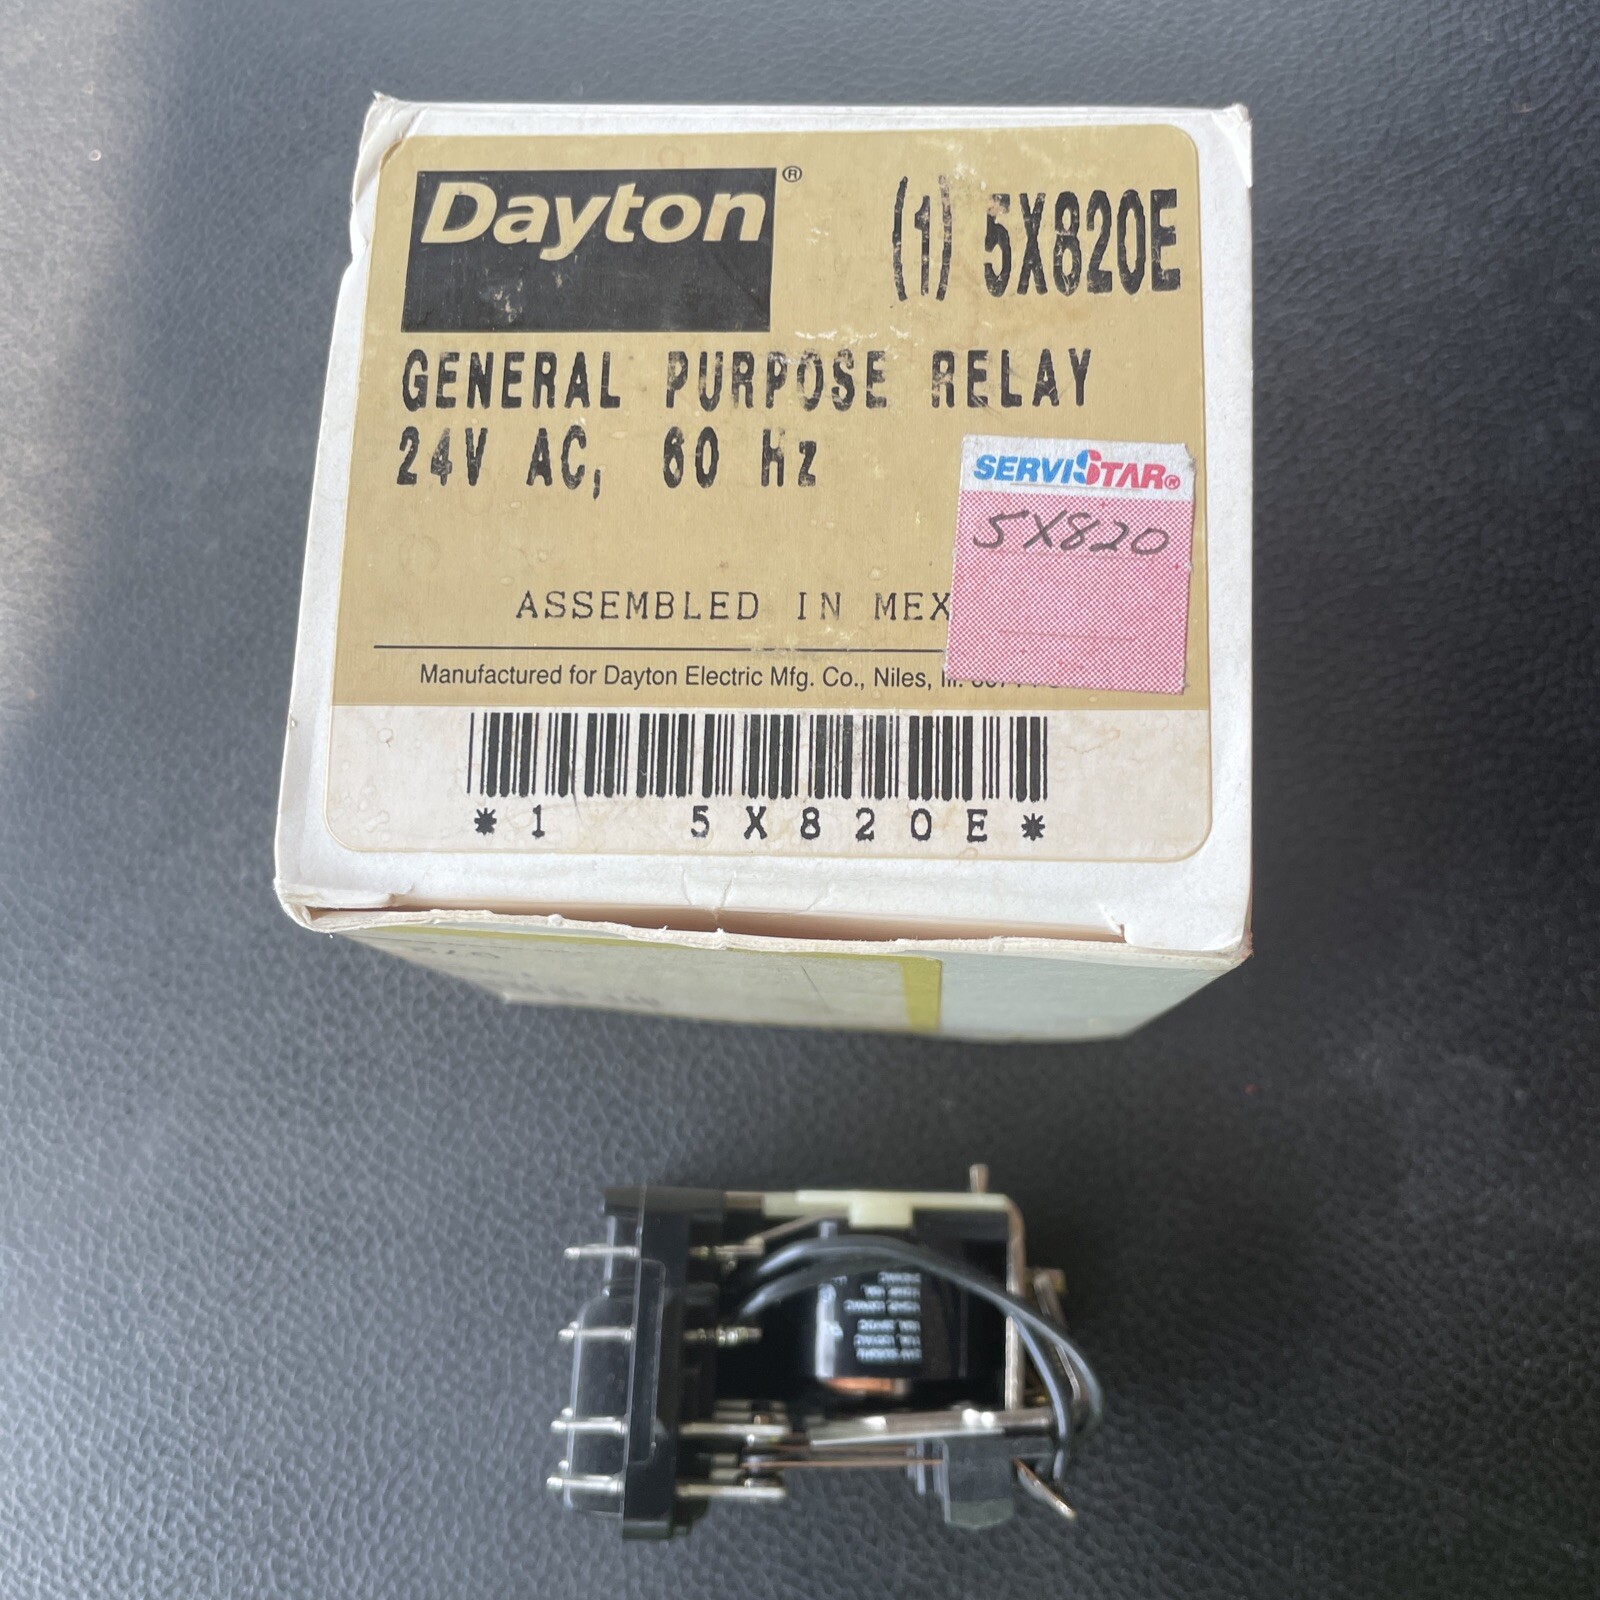 Dayton®
(1) 5X820E
GENERAL PURPOSE RELAY
24V AC, 60 Hz
SERVISTAR®
5X820
ASSEMBLED IN MEX
Manufactured for Dayton Electric Mfg. Co., Niles, Ill.
*1 5X820E*